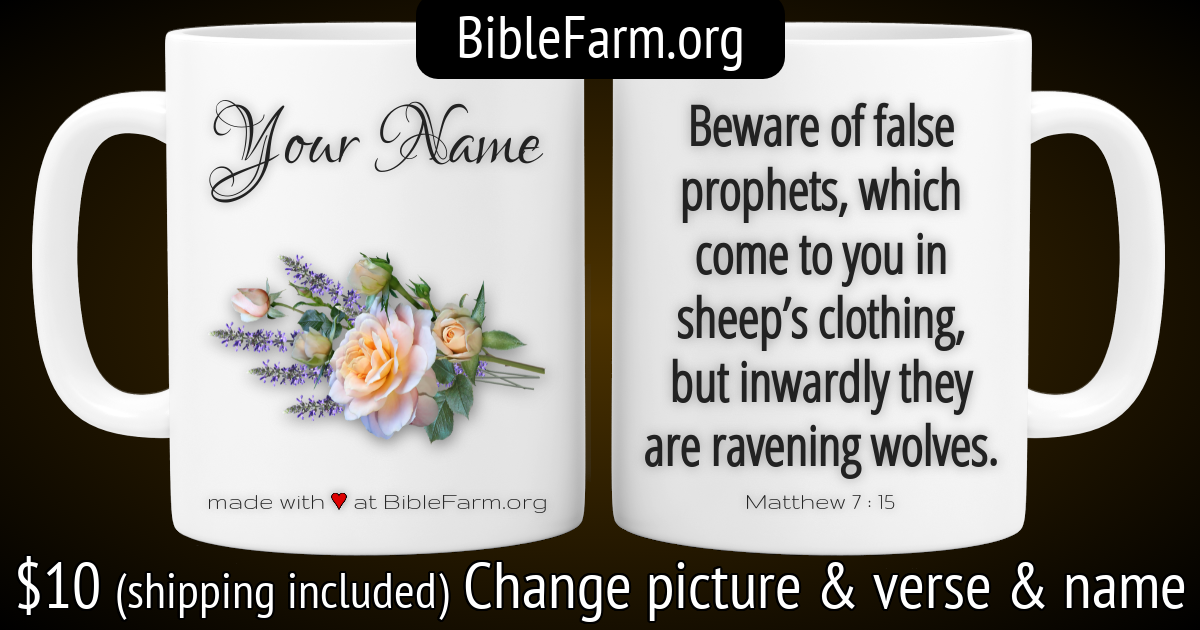 BibleFarm.org
Your Name
made with ♥ at BibleFarm.org
Beware of false
prophets, which
come to you in
sheep’s clothing,
but inwardly they
are ravening wolves.
Matthew 7 : 15
$10 (shipping included) Change picture & verse & name